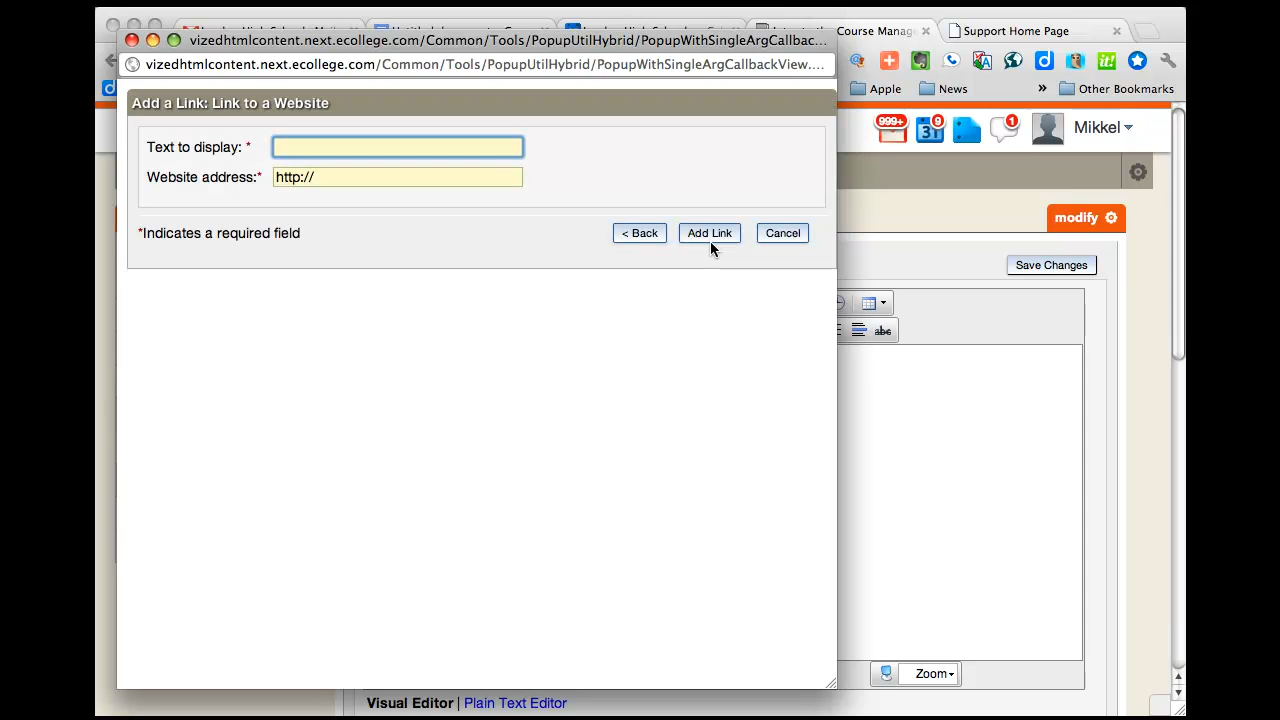 Course Manag
Support Home Page
vizedhtmlcontent.next.ecollege.com/Common/Tools/PopupUtilHybrid/PopupWithSingleArgCallbac...
vizedhtmlcontent.next.ecollege.com/Common/Tools/PopupUtilHybrid/PopupWithSingleArgCallbackView....
Apple
News
»
Other Bookmarks
Add a Link: Link to a Website
999+
31
9
1
Mikkel
Text to display: *
Website address:* http://
*Indicates a required field
< Back
Add Link
Cancel
modify
Save Changes
abc
Zoom
Visual Editor | Plain Text Editor